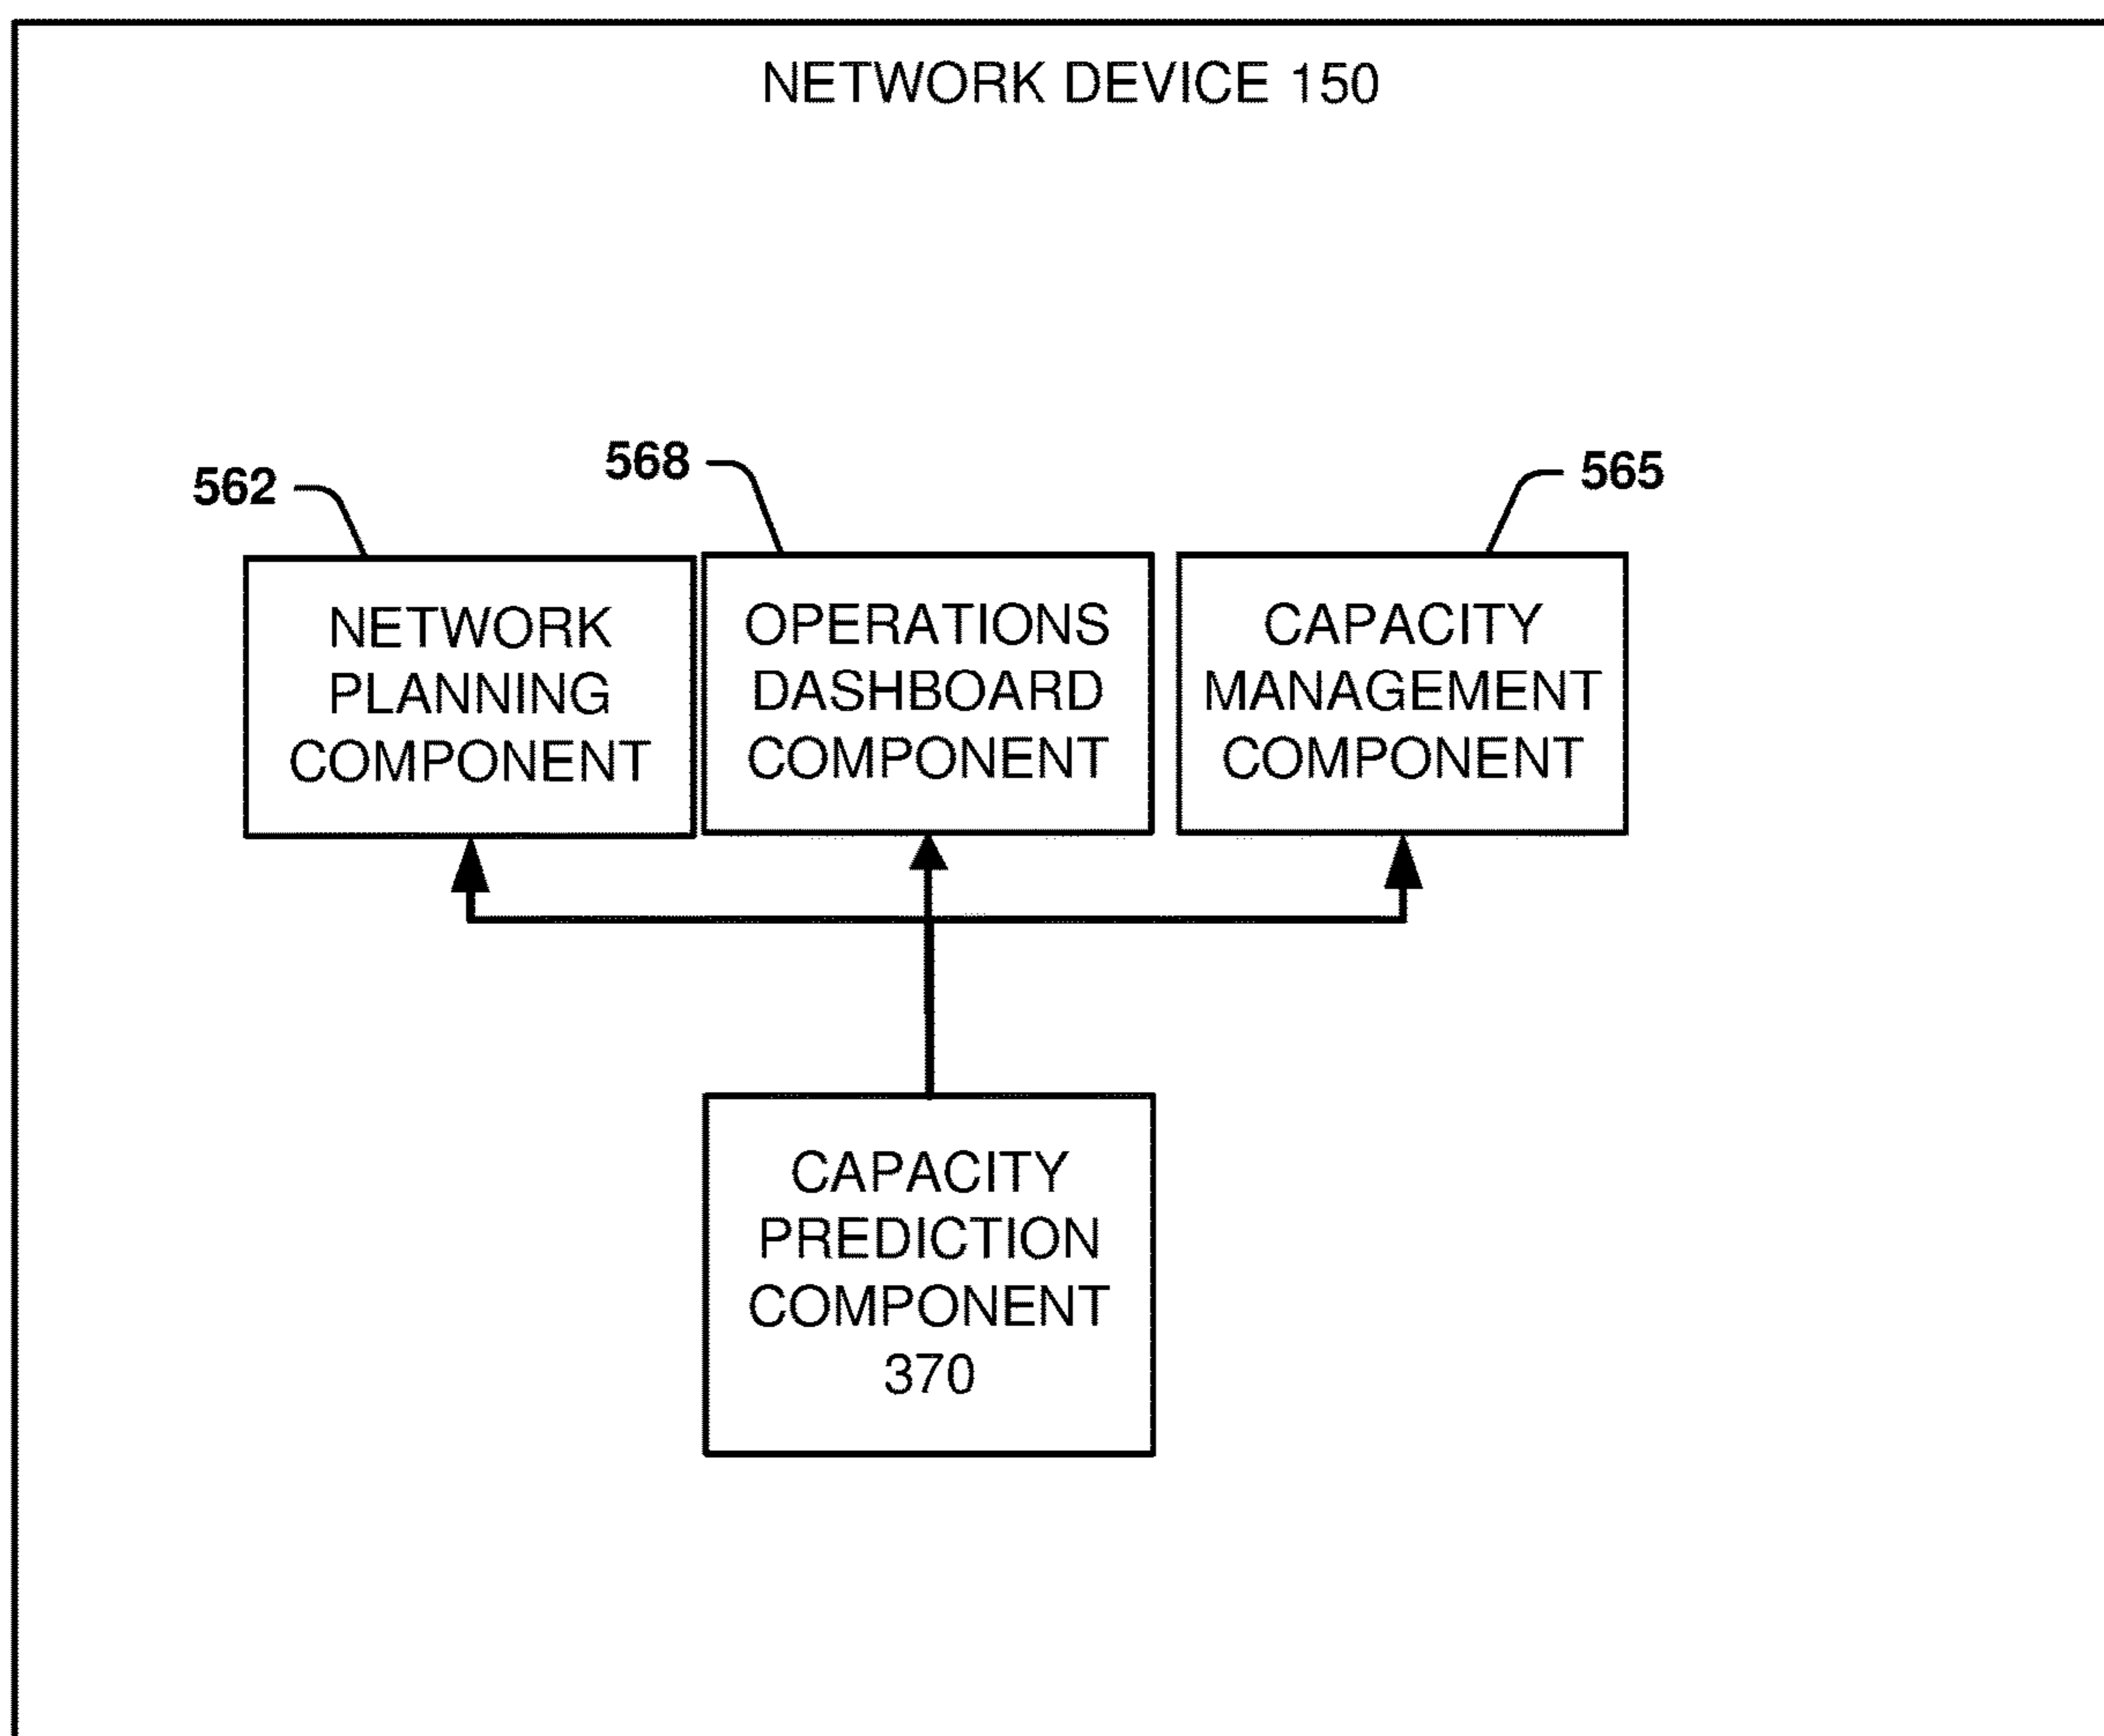 NETWORK DEVICE 150
562
568
565
NETWORK
PLANNING
COMPONENT
OPERATIONS
DASHBOARD
COMPONENT
CAPACITY
MANAGEMENT
COMPONENT
CAPACITY
PREDICTION
COMPONENT
370